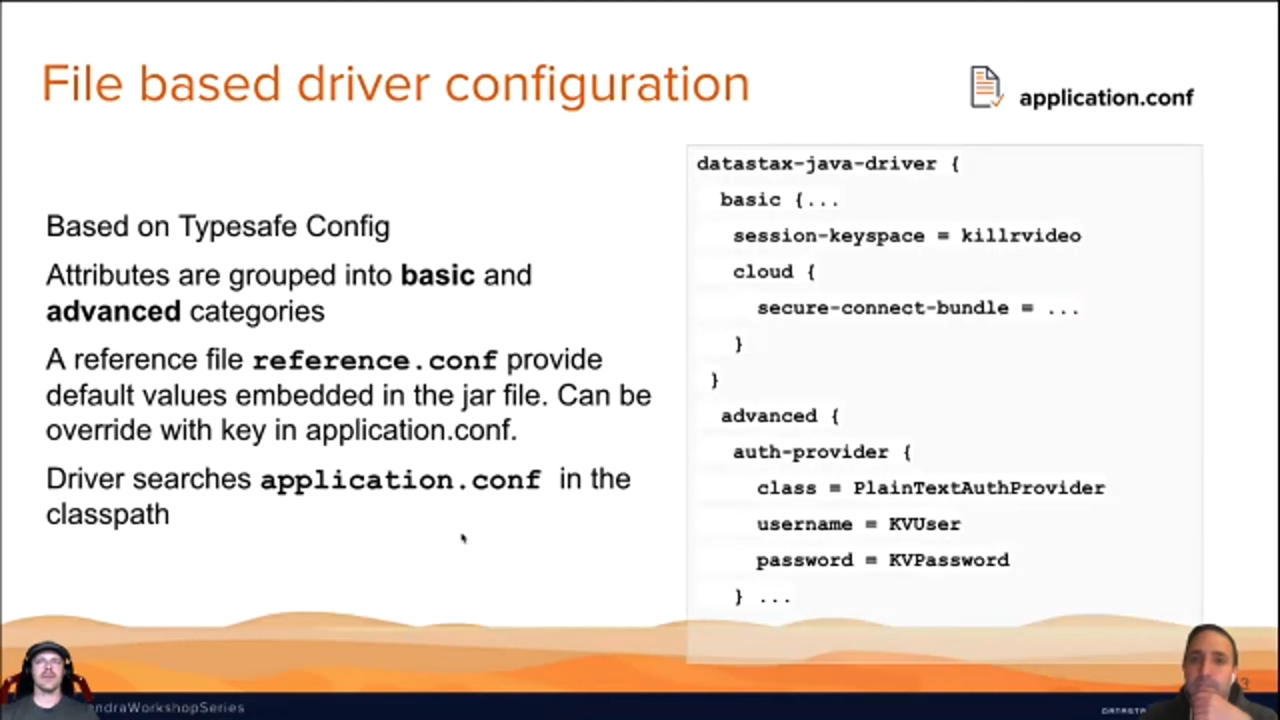 File based driver configuration
application.conf
Based on Typesafe Config
Attributes are grouped into basic and
advanced categories
A reference file reference.conf provide
default values embedded in the jar file. Can be
override with key in application.conf.
Driver searches application.conf in the
classpath
datastax-java-driver {
basic {...
session-keyspace = killrvideo
cloud {
secure-connect-bundle = ...
}
}
advanced {
auth-provider {
class = PlainTextAuthProvider
username = KVUser
password = KVPassword
} ...
3
endraWorkshopSeries
DATASTA